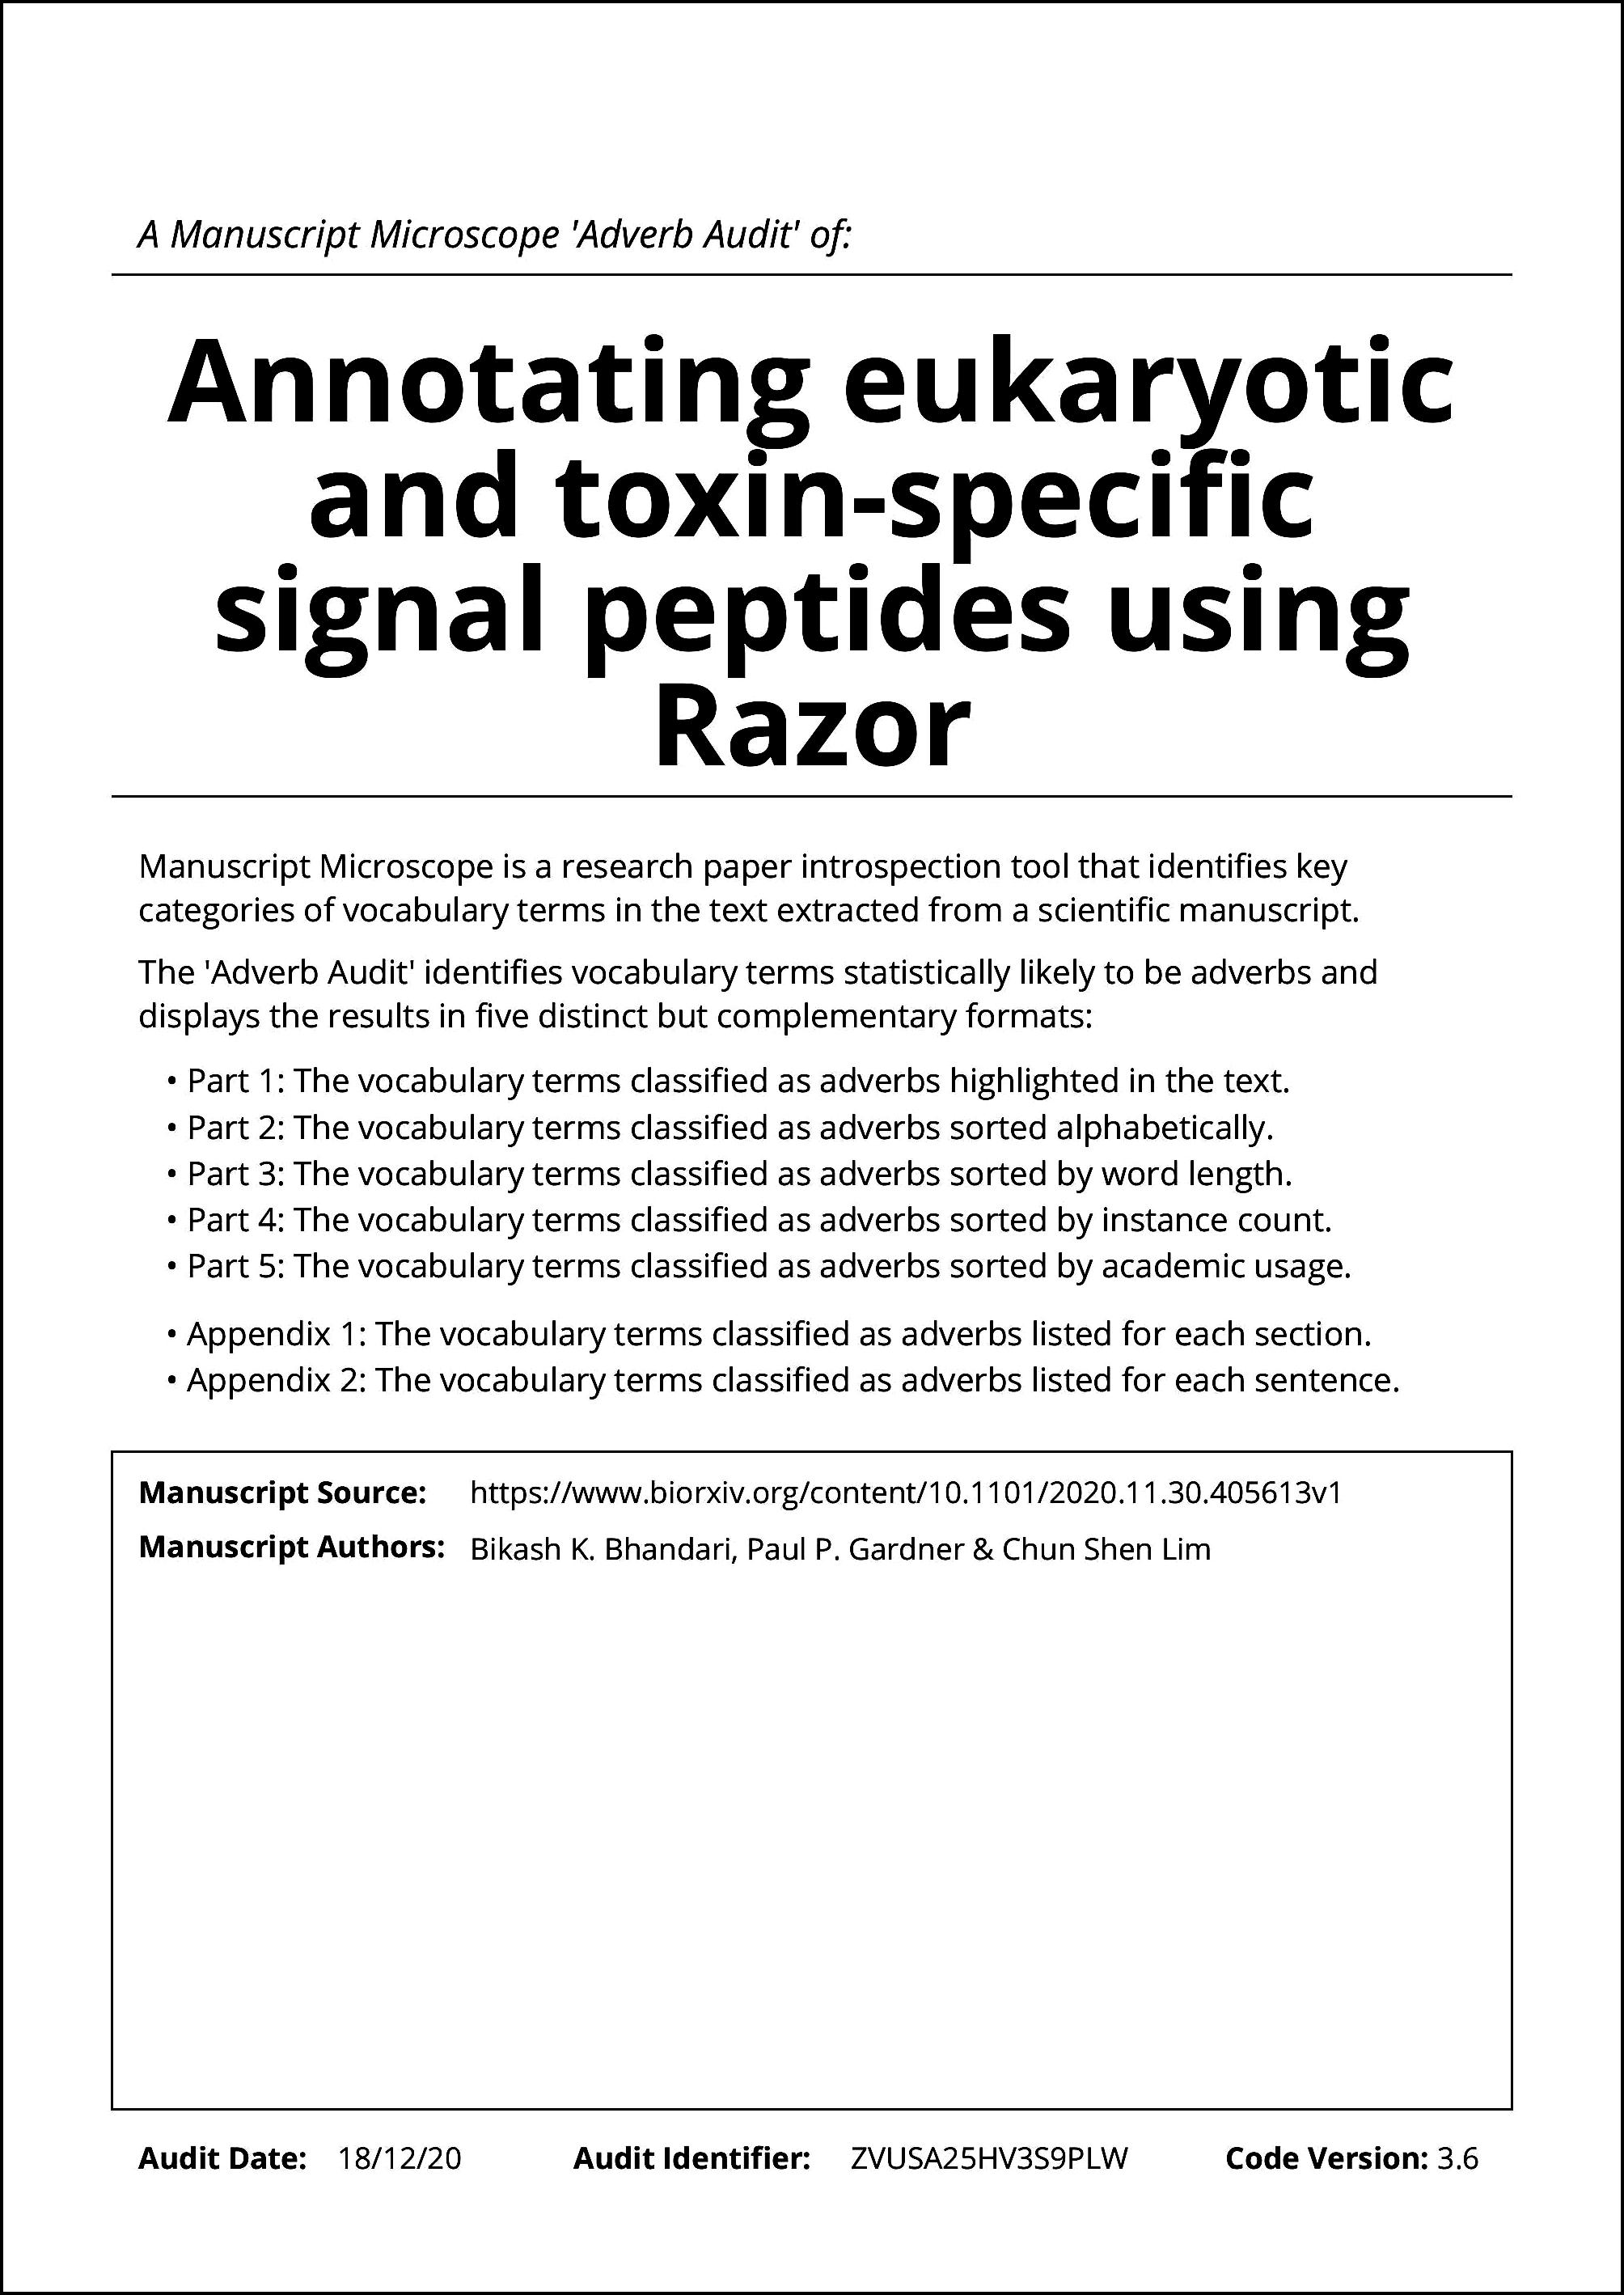 A Manuscript Microscope 'Adverb Audit' of:
Annotating eukaryotic
and toxin-specific
signal peptides using
Razor
Manuscript Microscope is a research paper introspection tool that identifies key
categories of vocabulary terms in the text extracted from a scientific manuscript.
The 'Adverb Audit' identifies vocabulary terms statistically likely to be adverbs and
displays the results in five distinct but complementary formats:
• Part 1: The vocabulary terms classified as adverbs highlighted in the text.
• Part 2: The vocabulary terms classified as adverbs sorted alphabetically.
• Part 3: The vocabulary terms classified as adverbs sorted by word length.
• Part 4: The vocabulary terms classified as adverbs sorted by instance count.
• Part 5: The vocabulary terms classified as adverbs sorted by academic usage.
• Appendix 1: The vocabulary terms classified as adverbs listed for each section.
• Appendix 2: The vocabulary terms classified as adverbs listed for each sentence.
Manuscript Source: https://www.biorxiv.org/content/10.1101/2020.11.30.405613v1
Manuscript Authors: Bikash K. Bhandari, Paul P. Gardner & Chun Shen Lim
Audit Date: 18/12/20 Audit Identifier: ZVUSA25HV3S9PLW Code Version: 3.6